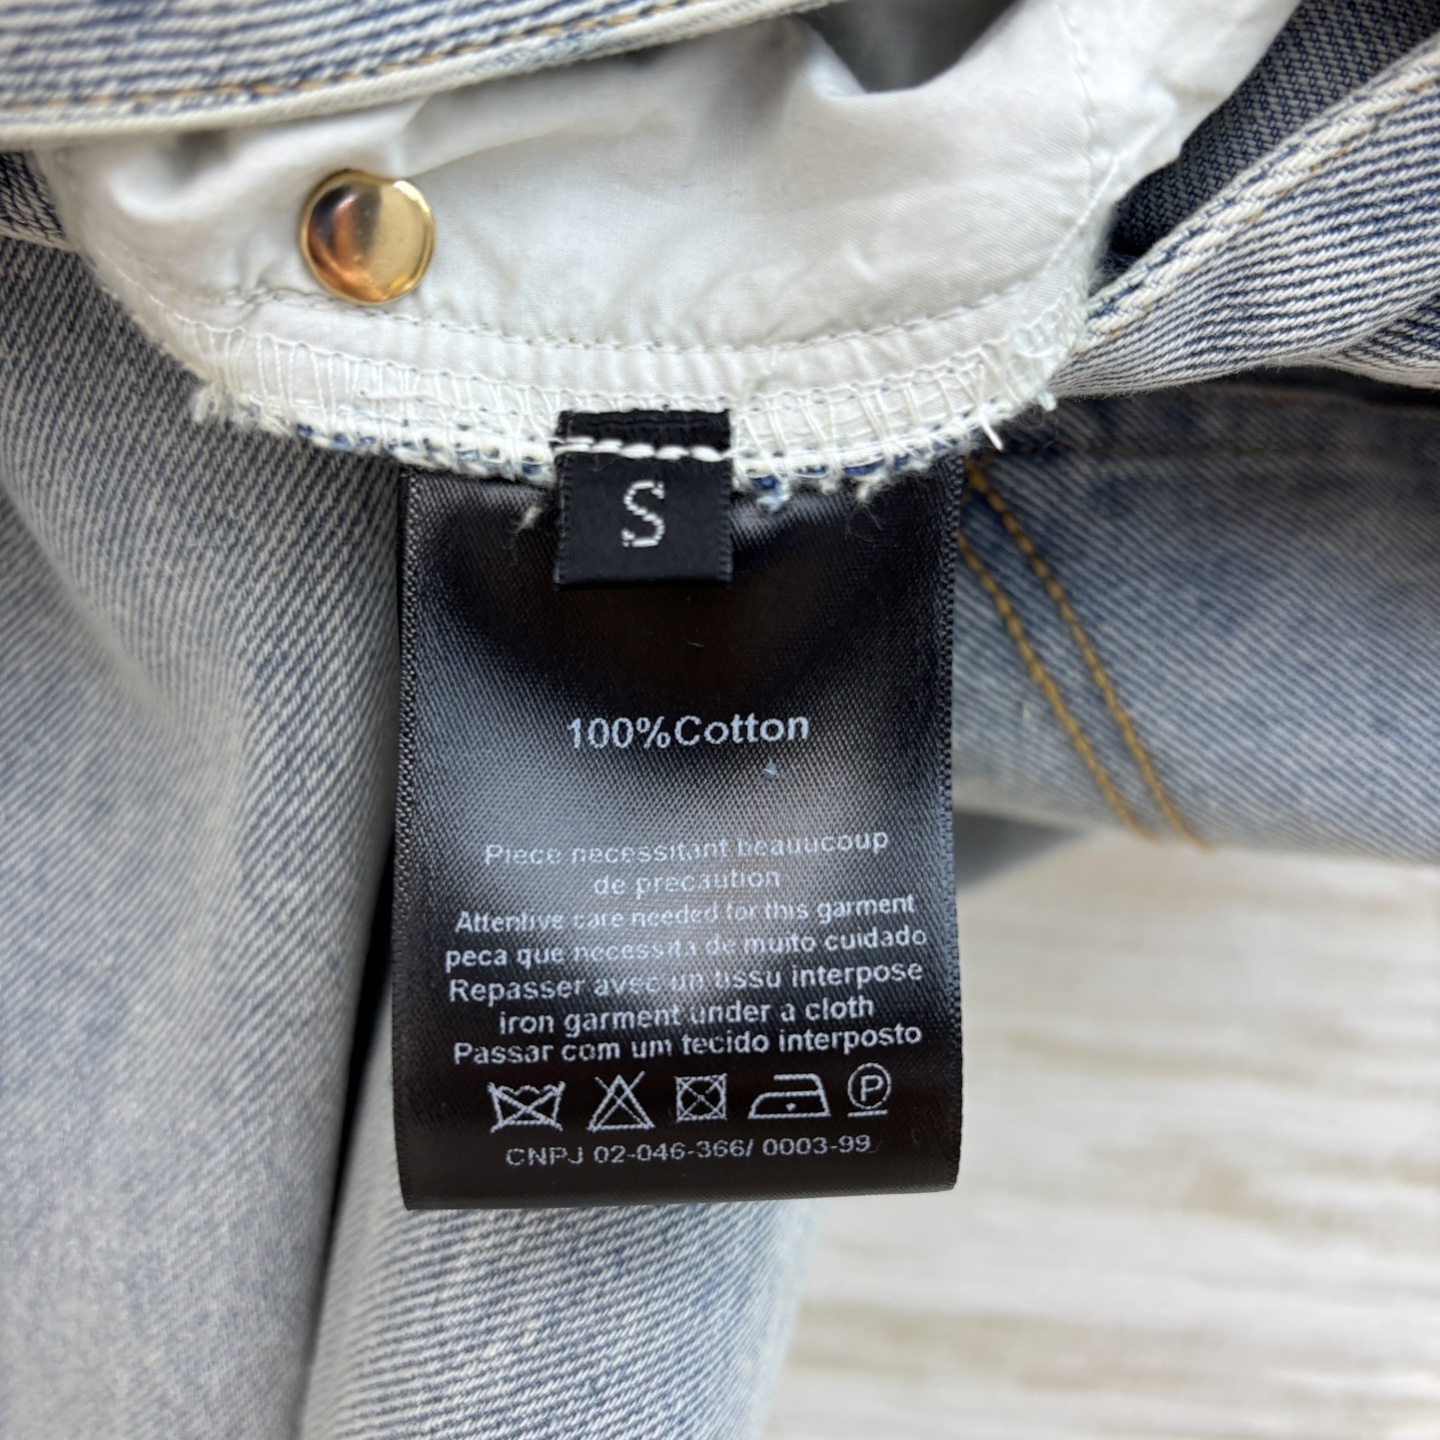 S
100%Cotton
Piece necessitant beauucoup
de precaution
Attentive care needed for this garment
peca que necessita de muito cuidado
Repasser avec un tissu interpose
iron garment under a cloth
Passar com um tecido interposto
P
CNPJ 02-046-366/ 0003-99